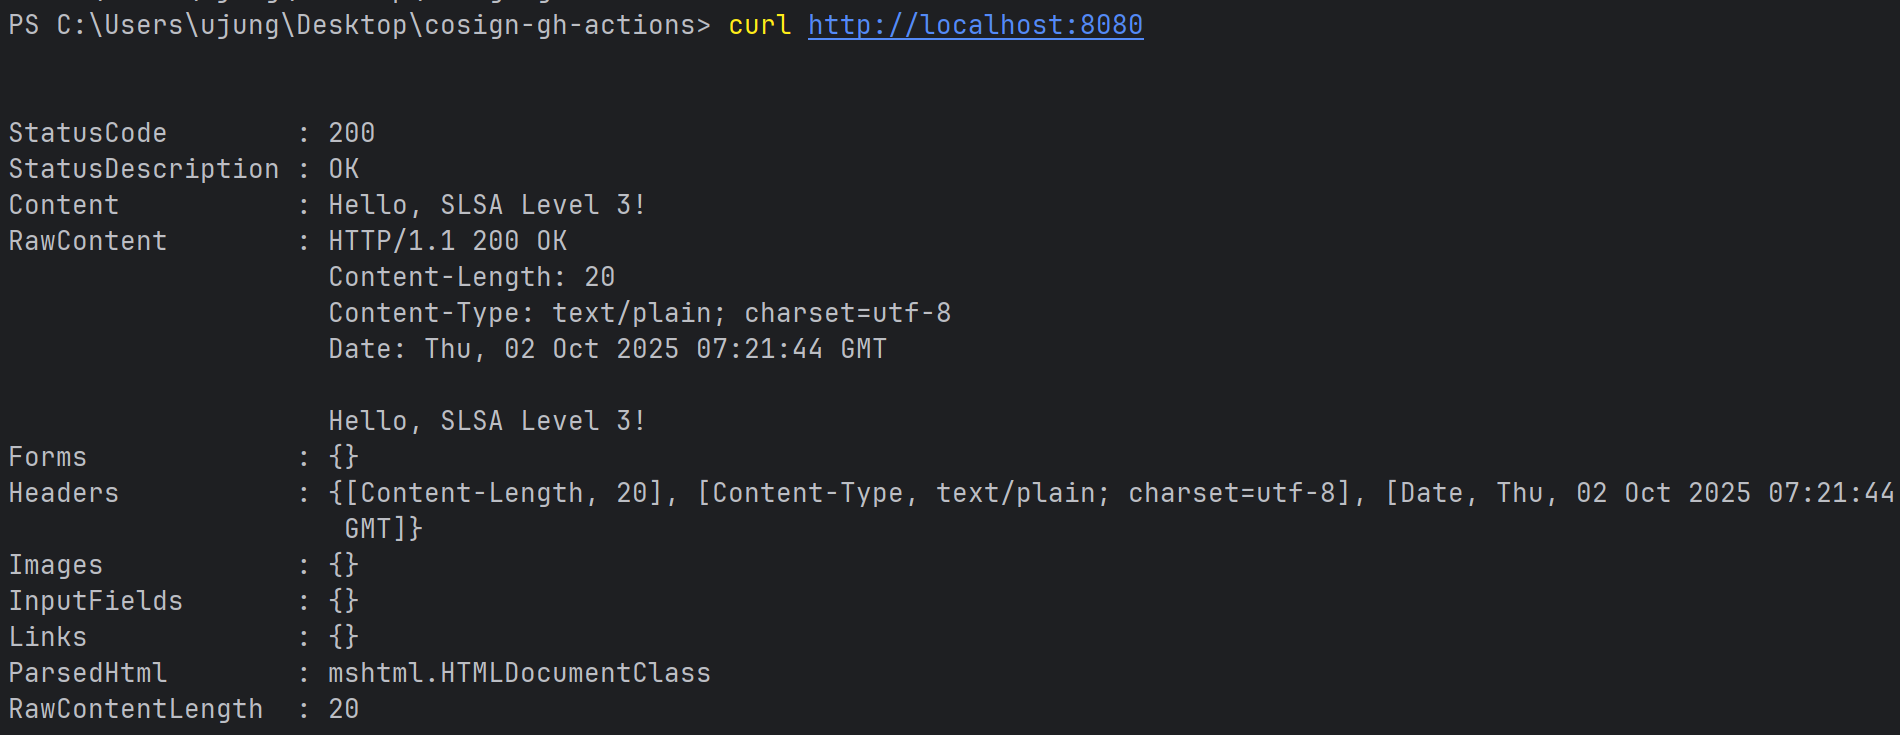 PS C:\Users\ujung\Desktop\cosign-gh-actions> curl http://localhost:8080
StatusCode        : 200
StatusDescription : OK
Content           : Hello, SLSA Level 3!
RawContent        : HTTP/1.1 200 OK
                    Content-Length: 20
                    Content-Type: text/plain; charset=utf-8
                    Date: Thu, 02 Oct 2025 07:21:44 GMT

                    Hello, SLSA Level 3!
Forms             : {}
Headers           : {[Content-Length, 20], [Content-Type, text/plain; charset=utf-8], [Date, Thu, 02 Oct 2025 07:21:44
                     GMT]}
Images            : {}
InputFields       : {}
Links             : {}
ParsedHtml        : mshtml.HTMLDocumentClass
RawContentLength  : 20